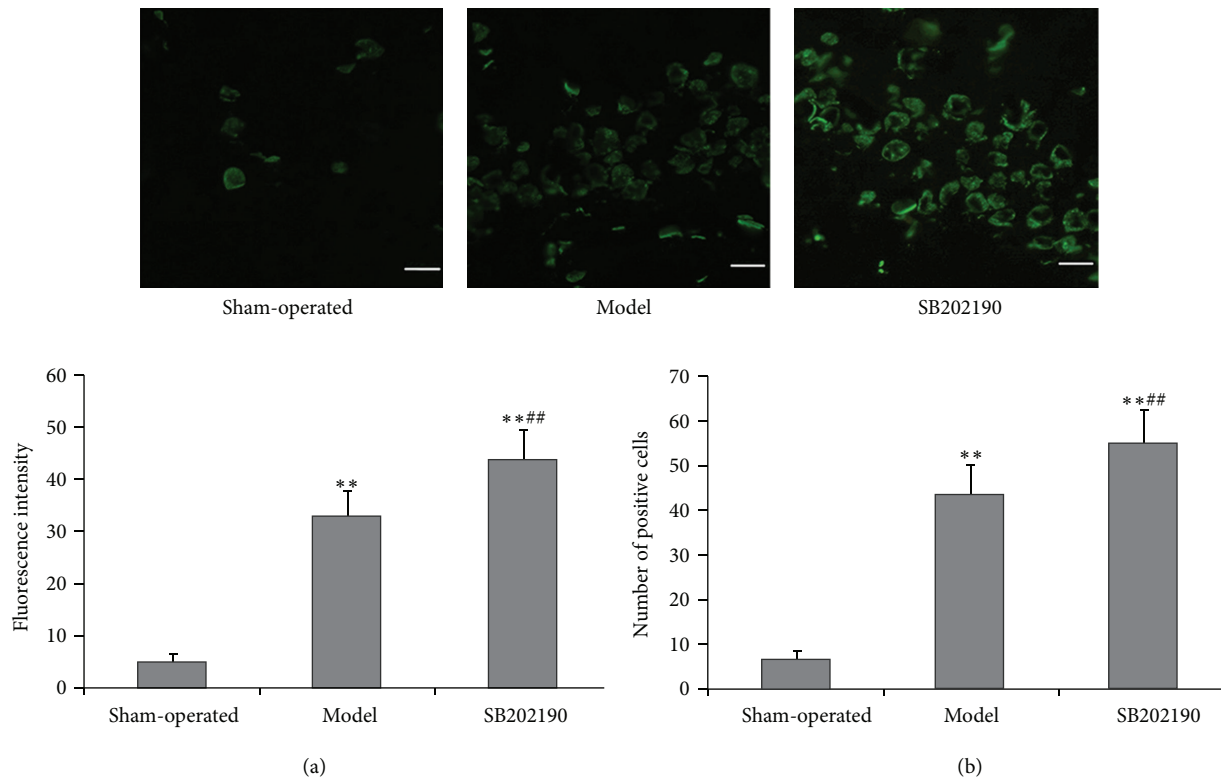 Sham-operated
Model
SB202190
Fluorescence intensity
60
50
40
30
20
10
0
**
**##
Sham-operated
Model
SB202190
(a)
Number of positive cells
70
60
50
40
30
20
10
0
**
**##
Sham-operated
Model
SB202190
(b)